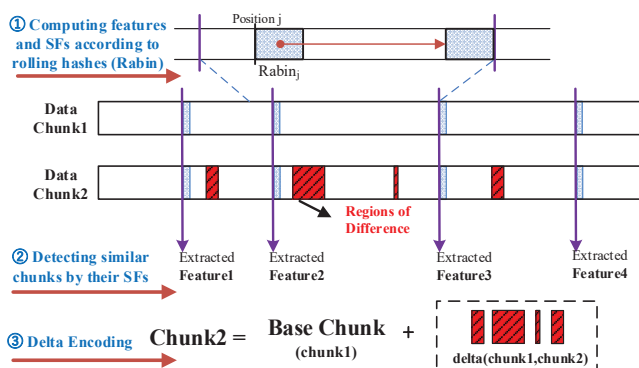 ① Computing features
and SFs according to
rolling hashes (Rabin)
Position j
Rabinj
Data
Chunk1
Data
Chunk2
Regions of
Difference
② Detecting similar
chunks by their SFs
Extracted
Feature1
Extracted
Feature2
Extracted
Feature3
Extracted
Feature4
③ Delta Encoding
Chunk2 = Base Chunk +
(chunk1)
delta(chunk1,chunk2)